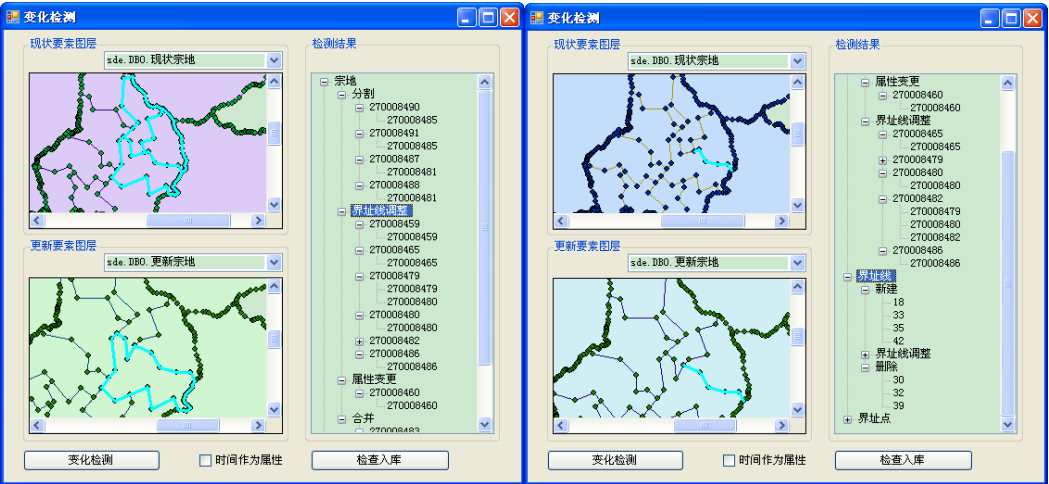 变化检测
现状要素图层
sde.DBO.现状宗地
更新要素图层
sde.DBO.更新宗地
检测结果
宗地
分割
270008490
270008485
270008491
270008485
270008487
270008481
270008488
270008481
界址线调整
270008459
270008459
270008465
270008465
270008479
270008479
270008480
270008480
270008480
270008482
270008486
270008486
属性变更
270008460
270008460
合并
270008483
变化检测
时间作为属性
检查入库
变化检测
现状要素图层
sde.DBO.现状宗地
更新要素图层
sde.DBO.更新宗地
检测结果
属性变更
270008460
270008460
界址线调整
270008465
270008465
270008479
270008480
270008480
270008482
270008479
270008480
270008482
270008486
270008486
界址线
新建
18
33
35
42
界址线调整
删除
30
32
39
界址点
变化检测
时间作为属性
检查入库